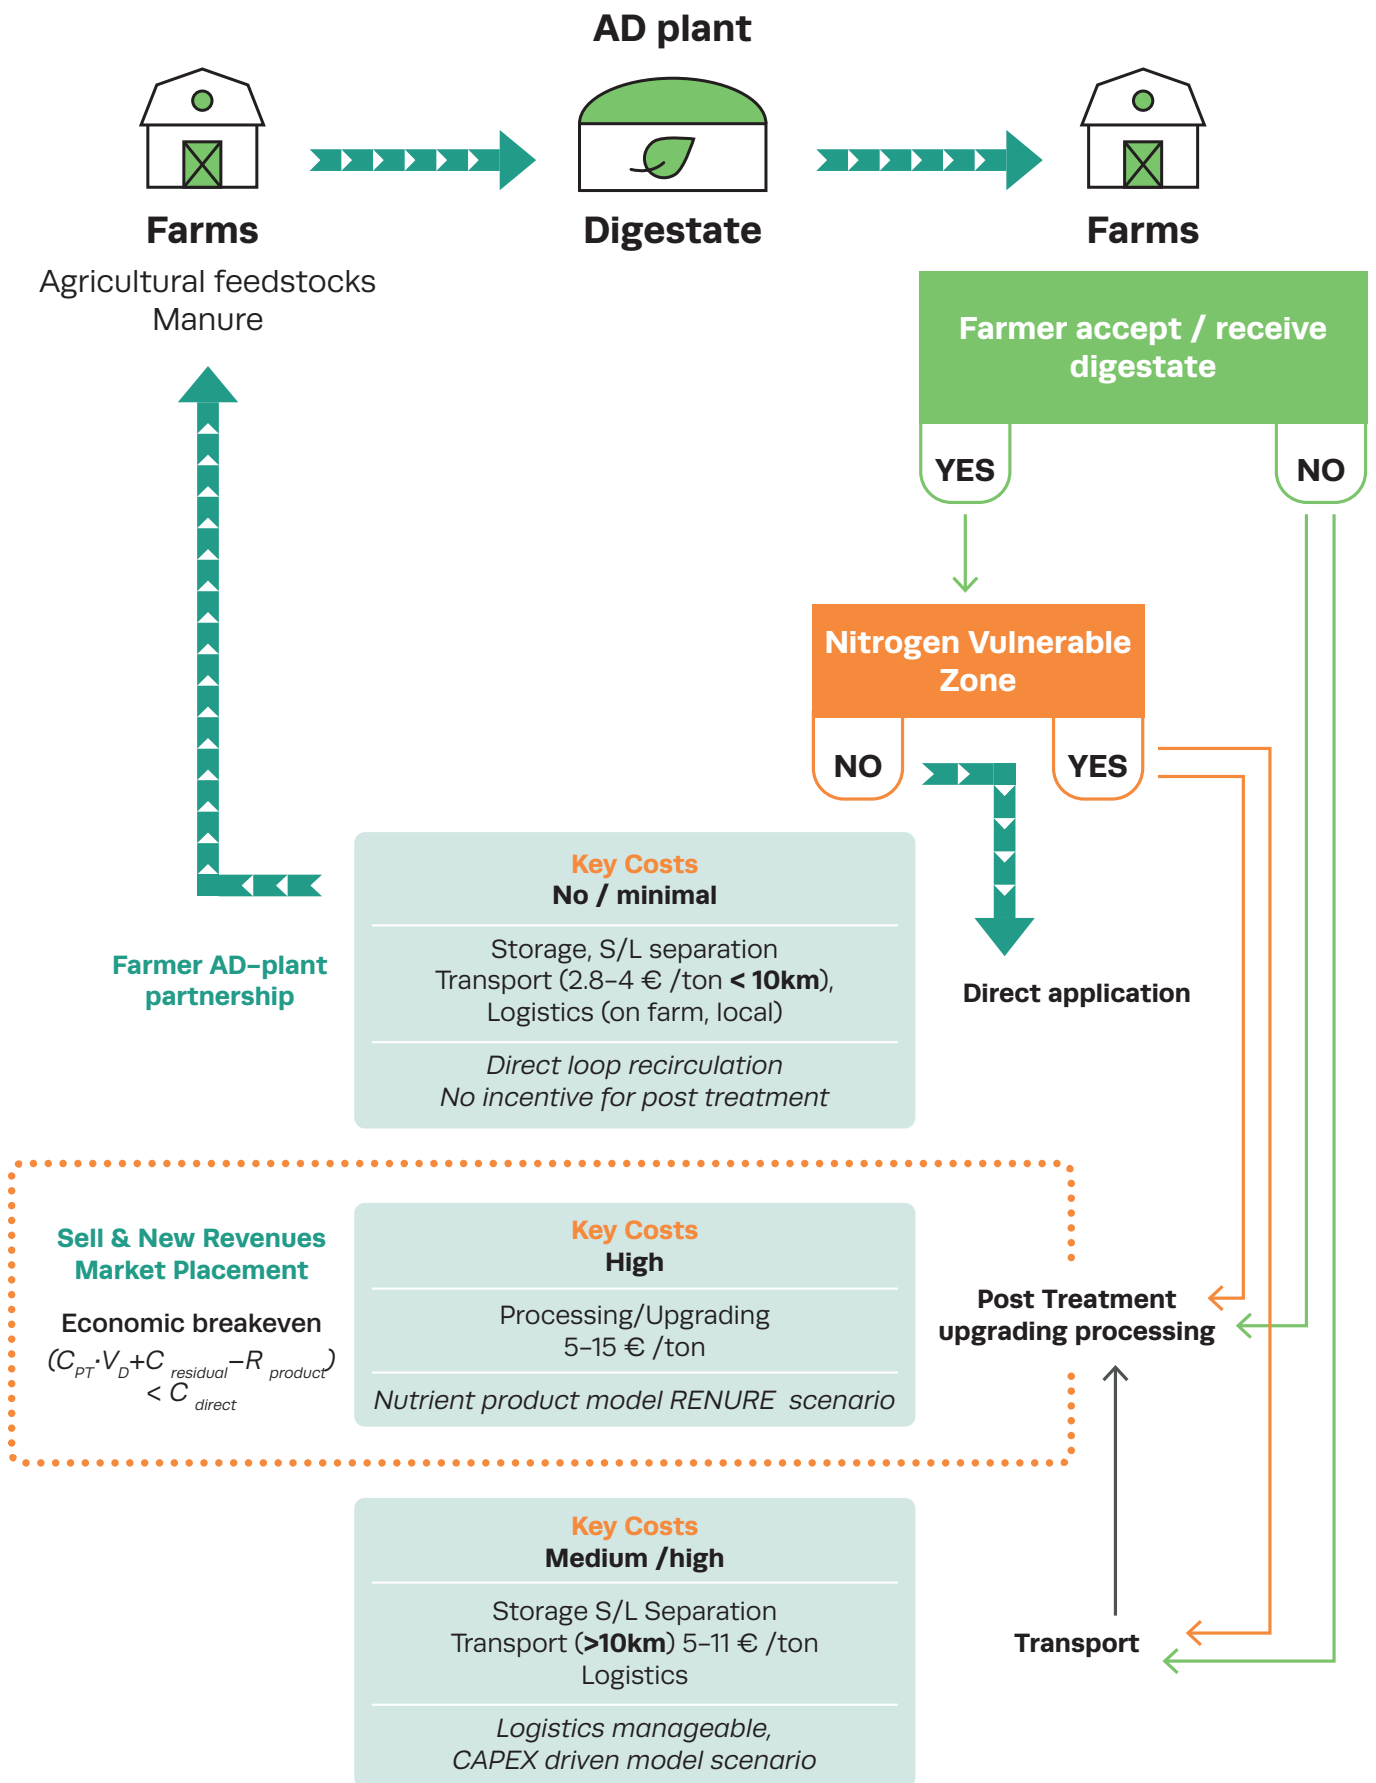 AD plant
Farms
Digestate
Farms
Agricultural feedstocks
Manure
Farmer accept / receive
digestate
YES
NO
Nitrogen Vulnerable
Zone
NO
YES
Key Costs
No / minimal
Storage, S/L separation
Transport (2.8–4 € /ton < 10km),
Logistics (on farm, local)
Direct loop recirculation
No incentive for post treatment
Farmer AD–plant
partnership
Direct application
Sell & New Revenues
Market Placement
Economic breakeven
(C PT·V D+C residual–R product)
< C direct
Key Costs
High
Processing/Upgrading
5–15 € /ton
Nutrient product model RENURE scenario
Post Treatment
upgrading processing
Key Costs
Medium /high
Storage S/L Separation
Transport (>10km) 5–11 € /ton
Logistics
Logistics manageable,
CAPEX driven model scenario
Transport